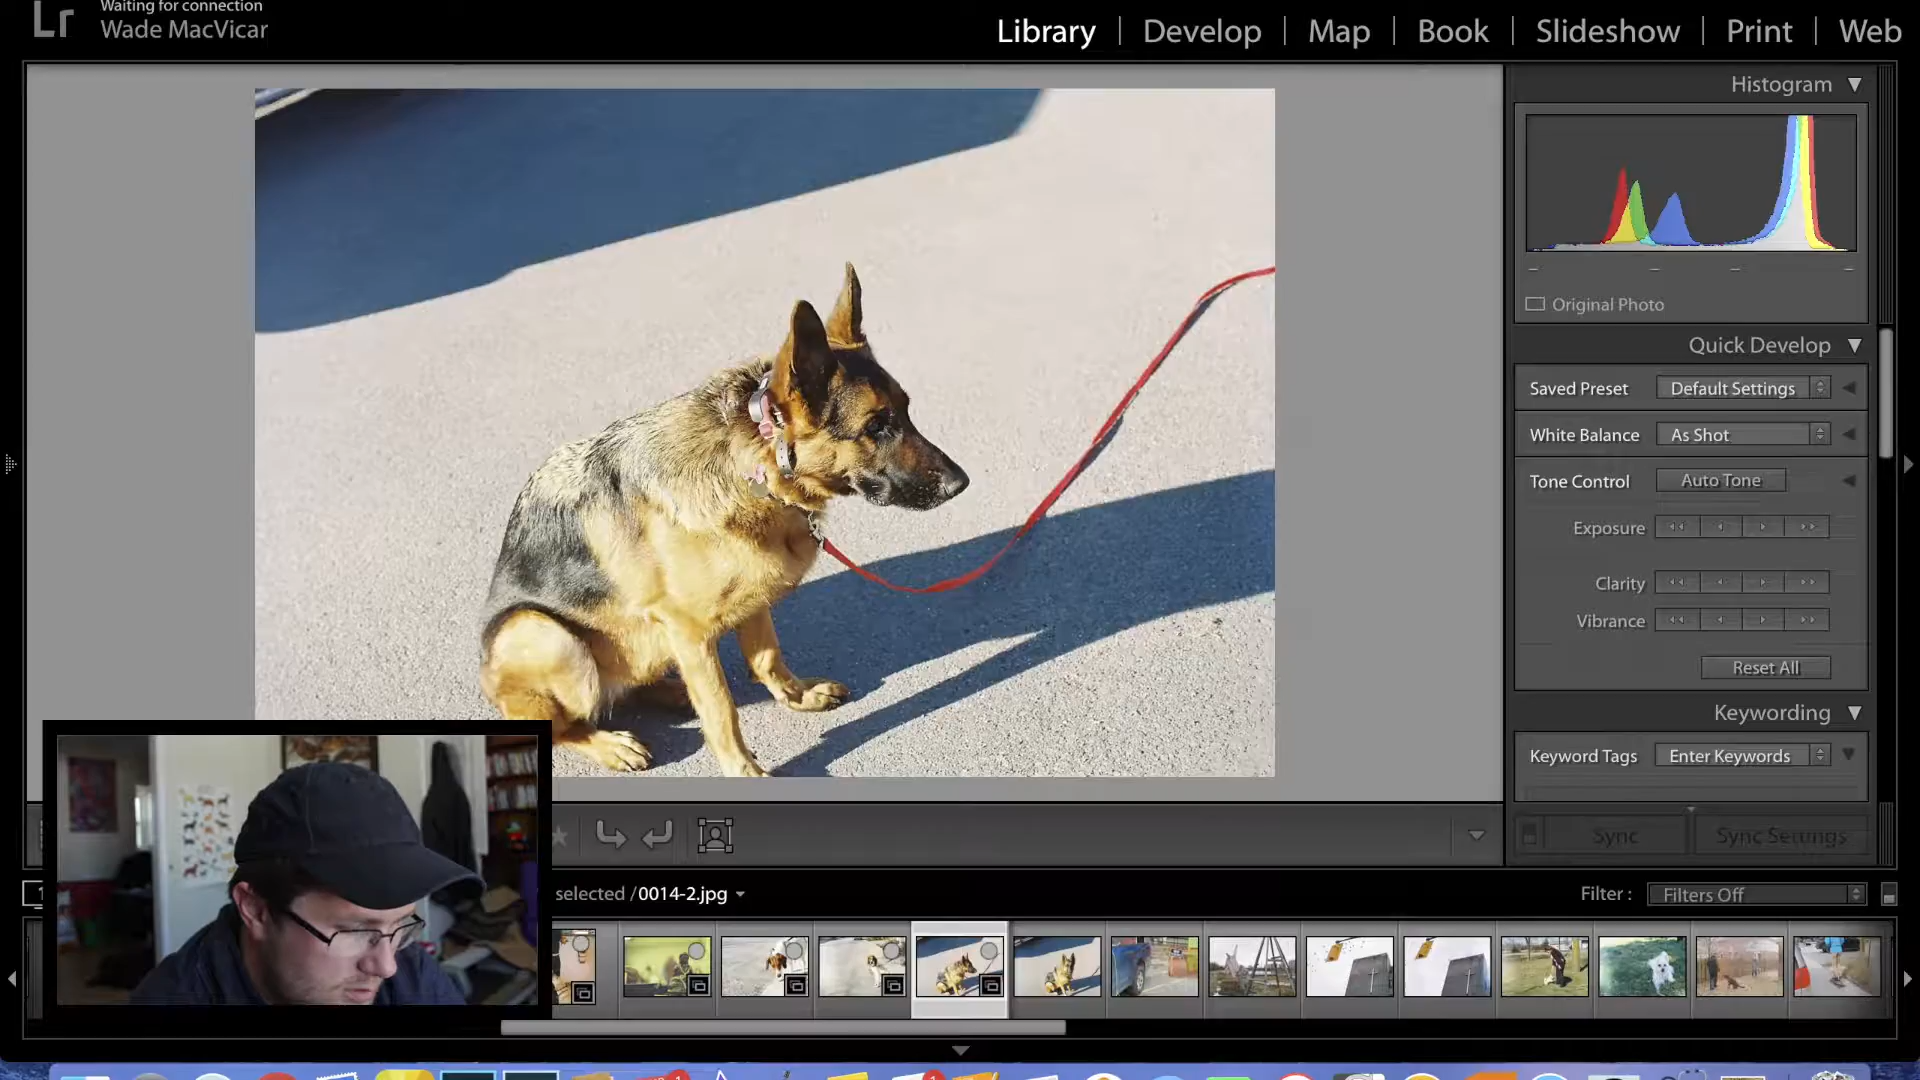 Lr
Waiting for connection
Wade MacVicar
Library | Develop | Map | Book | Slideshow | Print | Web
Histogram
Original Photo
Quick Develop
Saved Preset Default Settings
White Balance As Shot
Tone Control Auto Tone
Exposure
Clarity
Vibrance
Reset All
Keywording
Keyword Tags Enter Keywords
Sync Sync Settings
selected /0014-2.jpg
Filter : Filters Off